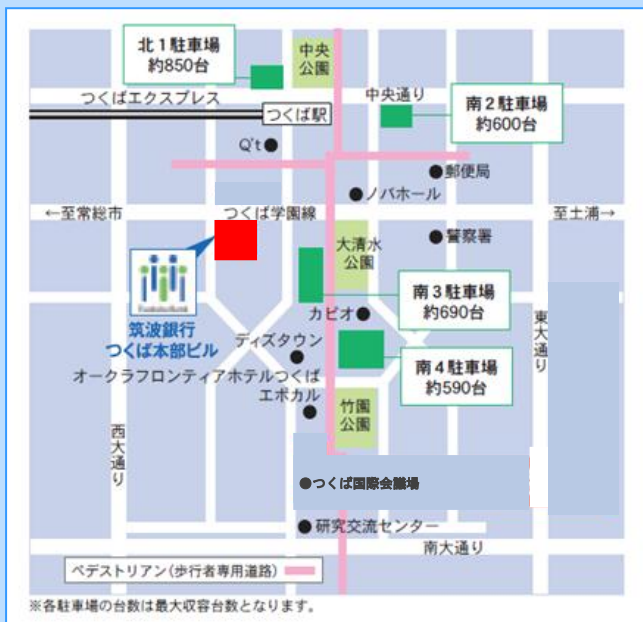 北1駐車場
約850台
中央
公園
つくばエクスプレス
つくば駅
中央通り
南2駐車場
約600台
Q't
郵便局
ノバホール
←至常総市
つくば学園線
至土浦→
大清水
公園
警察署
筑波銀行
つくば本部ビル
南3駐車場
約690台
カピオ
デイズタウン
東大通り
オークラフロンティアホテルつくば
エポカル
南4駐車場
約590台
竹園
公園
西大通り
つくば国際会議場
研究交流センター
南大通り
ペデストリアン(歩行者専用道路)
※各駐車場の台数は最大収容台数となります。